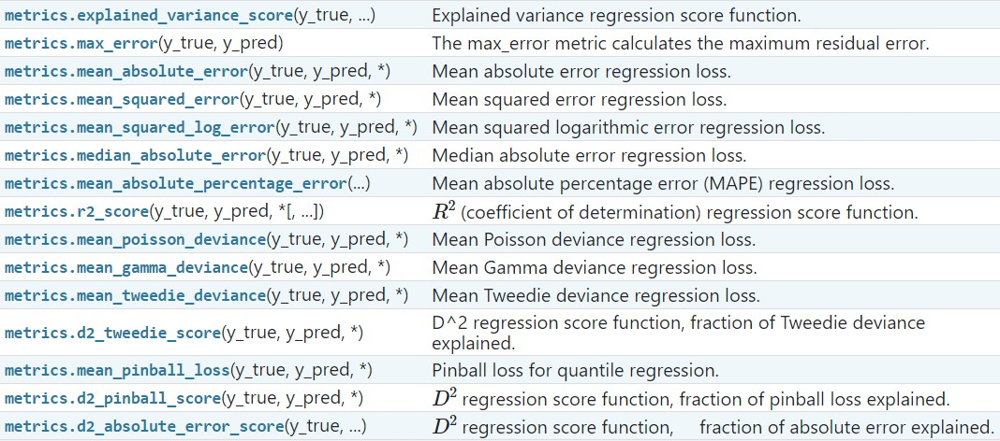 metrics.explained_variance_score(y_true, ...) Explained variance regression score function.
metrics.max_error(y_true, y_pred) The max_error metric calculates the maximum residual error.
metrics.mean_absolute_error(y_true, y_pred, *) Mean absolute error regression loss.
metrics.mean_squared_error(y_true, y_pred, *) Mean squared error regression loss.
metrics.mean_squared_log_error(y_true, y_pred, *) Mean squared logarithmic error regression loss.
metrics.median_absolute_error(y_true, y_pred, *) Median absolute error regression loss.
metrics.mean_absolute_percentage_error(...) Mean absolute percentage error (MAPE) regression loss.
metrics.r2_score(y_true, y_pred, *[, ...]) R² (coefficient of determination) regression score function.
metrics.mean_poisson_deviance(y_true, y_pred, *) Mean Poisson deviance regression loss.
metrics.mean_gamma_deviance(y_true, y_pred, *) Mean Gamma deviance regression loss.
metrics.mean_tweedie_deviance(y_true, y_pred, *) Mean Tweedie deviance regression loss.
metrics.d2_tweedie_score(y_true, y_pred, *) D^2 regression score function, fraction of Tweedie deviance
explained.
metrics.mean_pinball_loss(y_true, y_pred, *) Pinball loss for quantile regression.
metrics.d2_pinball_score(y_true, y_pred, *) D² regression score function, fraction of pinball loss explained.
metrics.d2_absolute_error_score(y_true, ...) D² regression score function, fraction of absolute error explained.